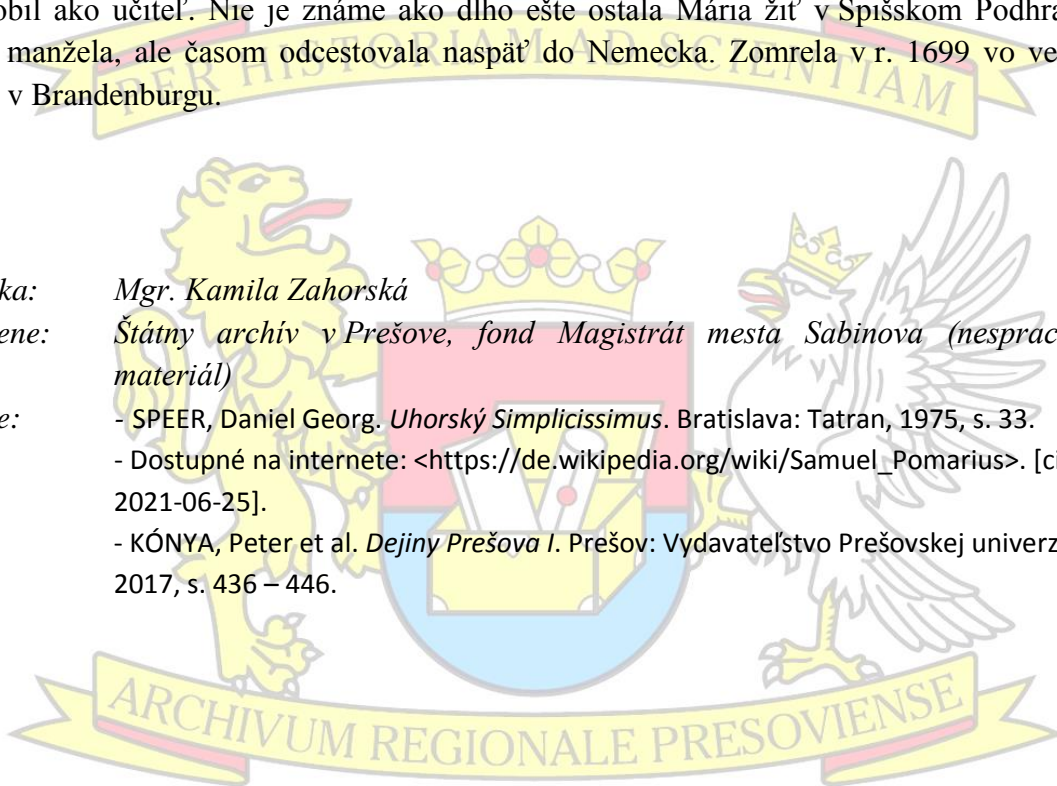 obil ako učiteľ. Nie je známe ako dlho ešte ostala Mária žiť v Spišskom Podhra
manžela, ale časom odcestovala naspäť do Nemecka. Zomrela v r. 1699 vo ve
v Brandenburgu.
PER HISTORIAM AD SCIENTIAM
ka: Mgr. Kamila Zahorská
ene: Štátny archív v Prešove, fond Magistrát mesta Sabinova (nesprac
materiál)
e: - SPEER, Daniel Georg. Uhorský Simplicissimus. Bratislava: Tatran, 1975, s. 33.
- Dostupné na internete: <https://de.wikipedia.org/wiki/Samuel_Pomarius>. [ci
2021-06-25].
- KÓNYA, Peter et al. Dejiny Prešova I. Prešov: Vydavateľstvo Prešovskej univerz
2017, s. 436 – 446.
ARCHIVUM REGIONALE PRESOVIENSE